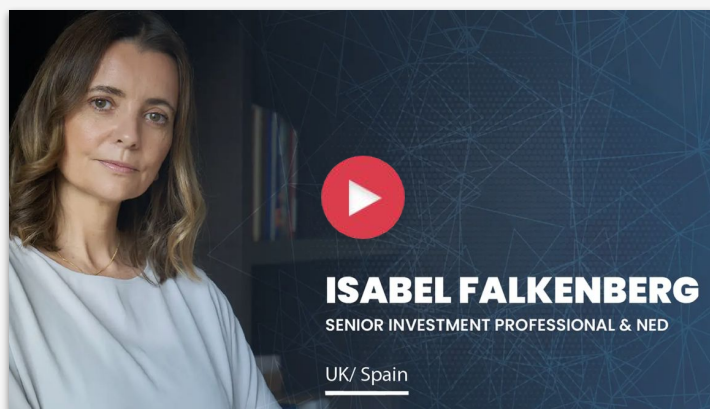 ISABEL FALKENBERG
SENIOR INVESTMENT PROFESSIONAL & NED
UK/ Spain